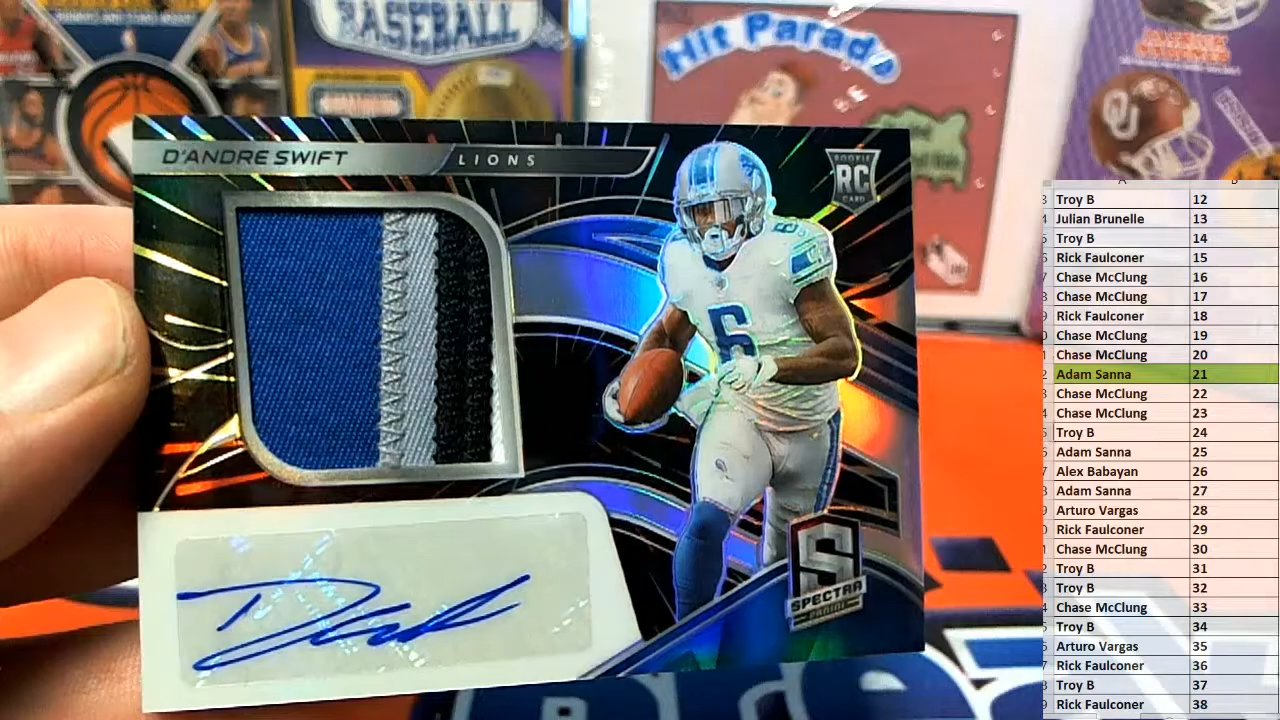 BASEBALL
Hit Parade
D'ANDRE SWIFT
LIONS
ROOKIE
RC
CARD
6
6
S
SPECTRA
PANINI
OU
Troy B 12
Julian Brunelle 13
Troy B 14
Rick Faulconer 15
Chase McClung 16
Chase McClung 17
Rick Faulconer 18
Chase McClung 19
Chase McClung 20
Adam Sanna 21
Chase McClung 22
Chase McClung 23
Troy B 24
Adam Sanna 25
Alex Babayan 26
Adam Sanna 27
Arturo Vargas 28
Rick Faulconer 29
Chase McClung 30
Troy B 31
Troy B 32
Chase McClung 33
Troy B 34
Arturo Vargas 35
Rick Faulconer 36
Troy B 37
Rick Faulconer 38